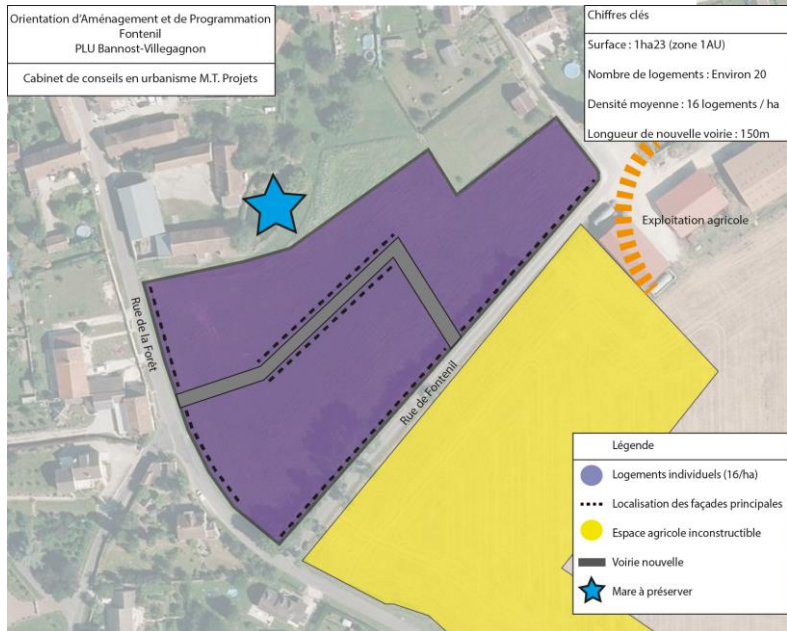 Orientation d'Aménagement et de Programmation
Fontenil
PLU Bannost-Villegagnon
Cabinet de conseils en urbanisme M.T. Projets
Chiffres clés
Surface : 1ha23 (zone 1AU)
Nombre de logements : Environ 20
Densité moyenne : 16 logements / ha
Longueur de nouvelle voirie : 150m
Exploitation agricole
Rue de la Forêt
Rue de Fontenil
Légende
Logements individuels (16/ha)
Localisation des façades principales
Espace agricole inconstructible
Voirie nouvelle
Mare à préserver